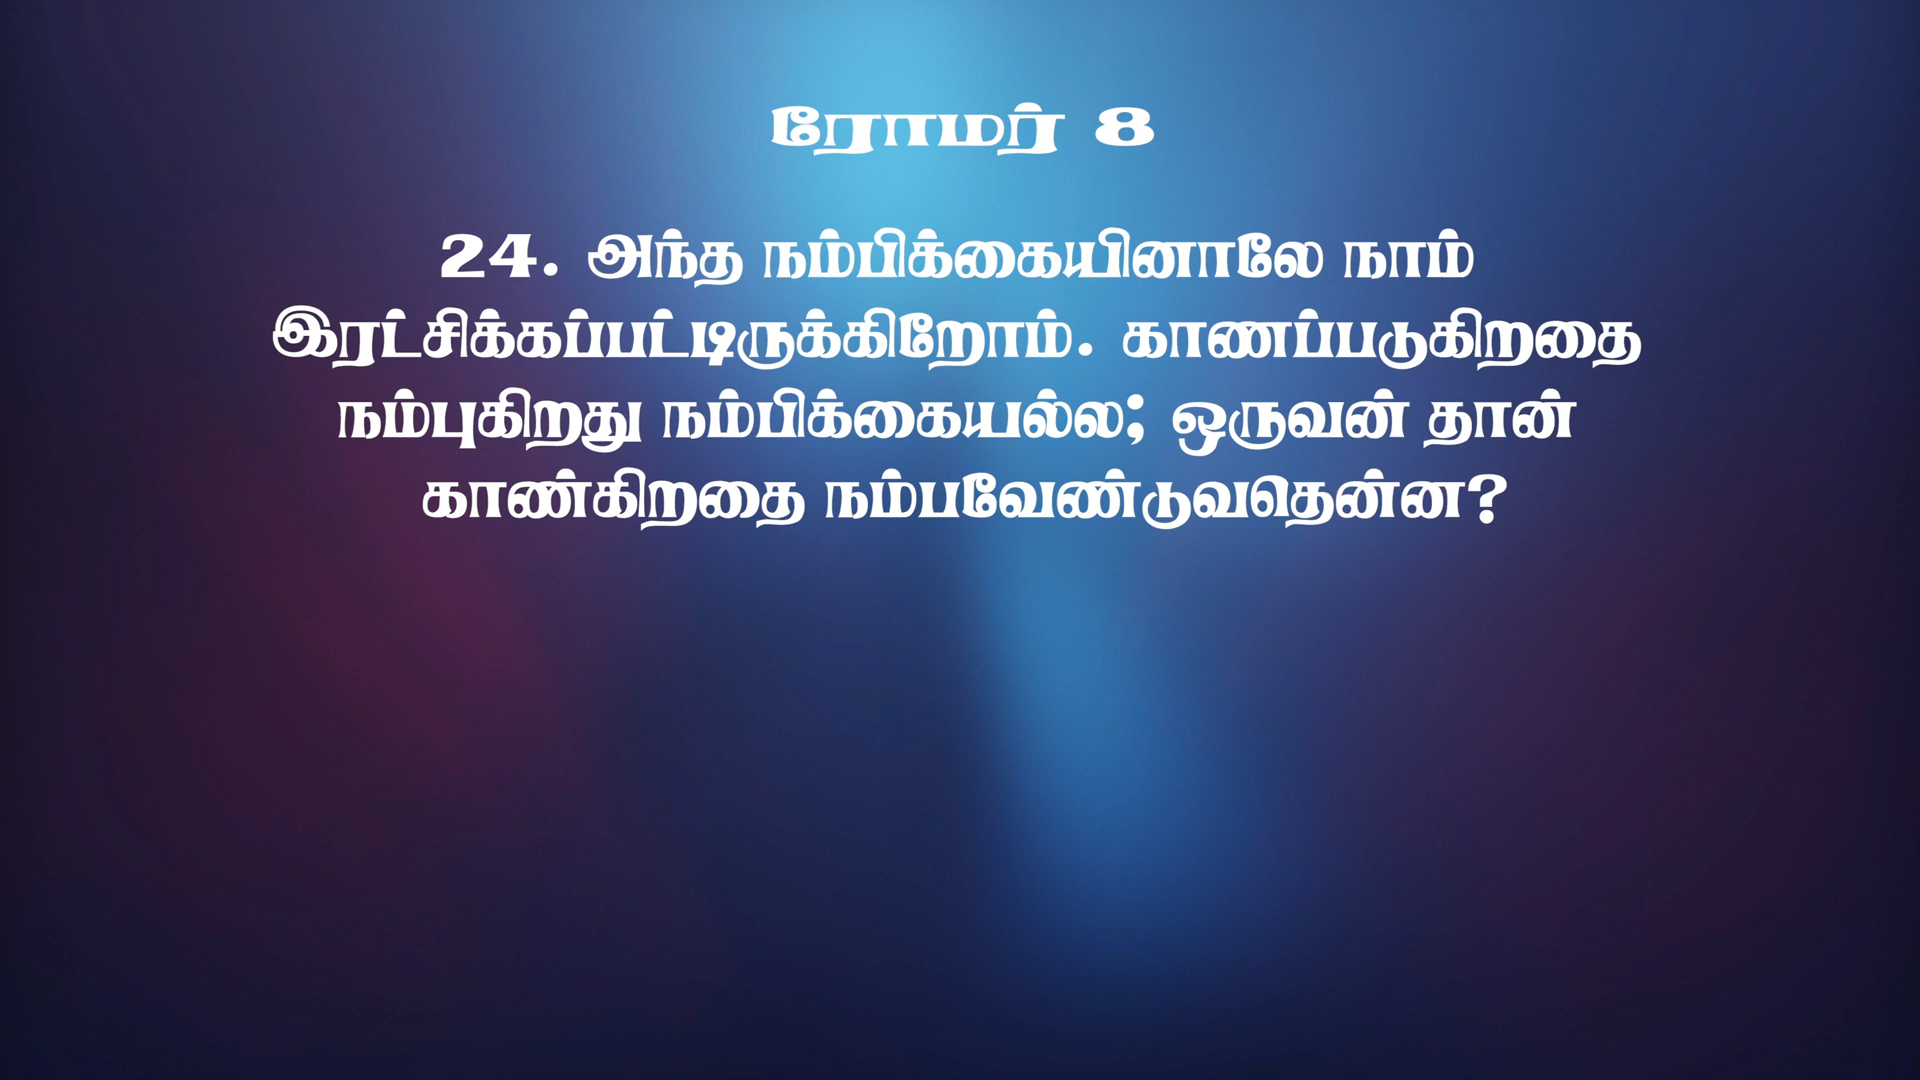 ரோமர் 8
24. அந்த நம்பிக்கையினாலே நாம்
இரட்சிக்கப்பட்டிருக்கிறோம். காணப்படுகிறதை
நம்புகிறது நம்பிக்கையல்ல; ஒருவன் தான்
காண்கிறதை நம்பவேண்டுவதென்ன?